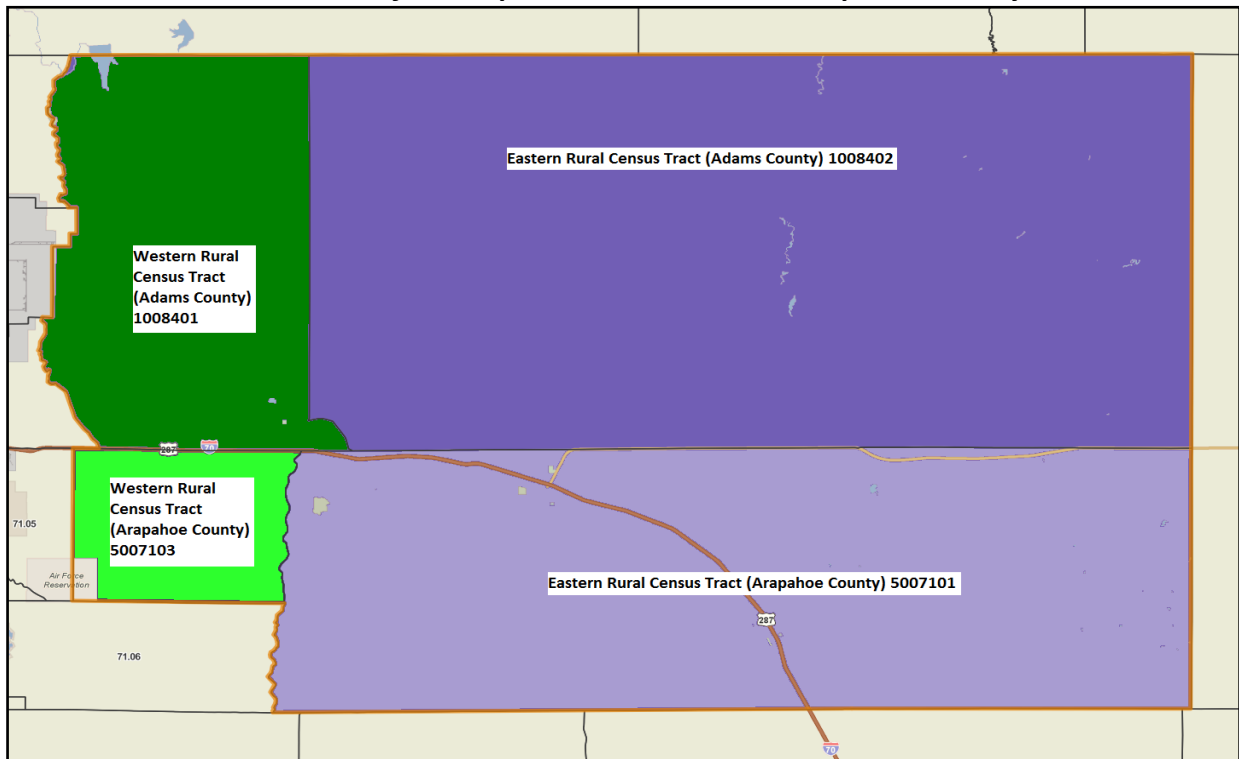 Eastern Rural Census Tract (Adams County) 1008402
Western Rural
Census Tract
(Adams County)
1008401
287
70
Western Rural
Census Tract
(Arapahoe County)
5007103
71.05
Air Force
Reservation
Eastern Rural Census Tract (Arapahoe County) 5007101
287
71.06
70